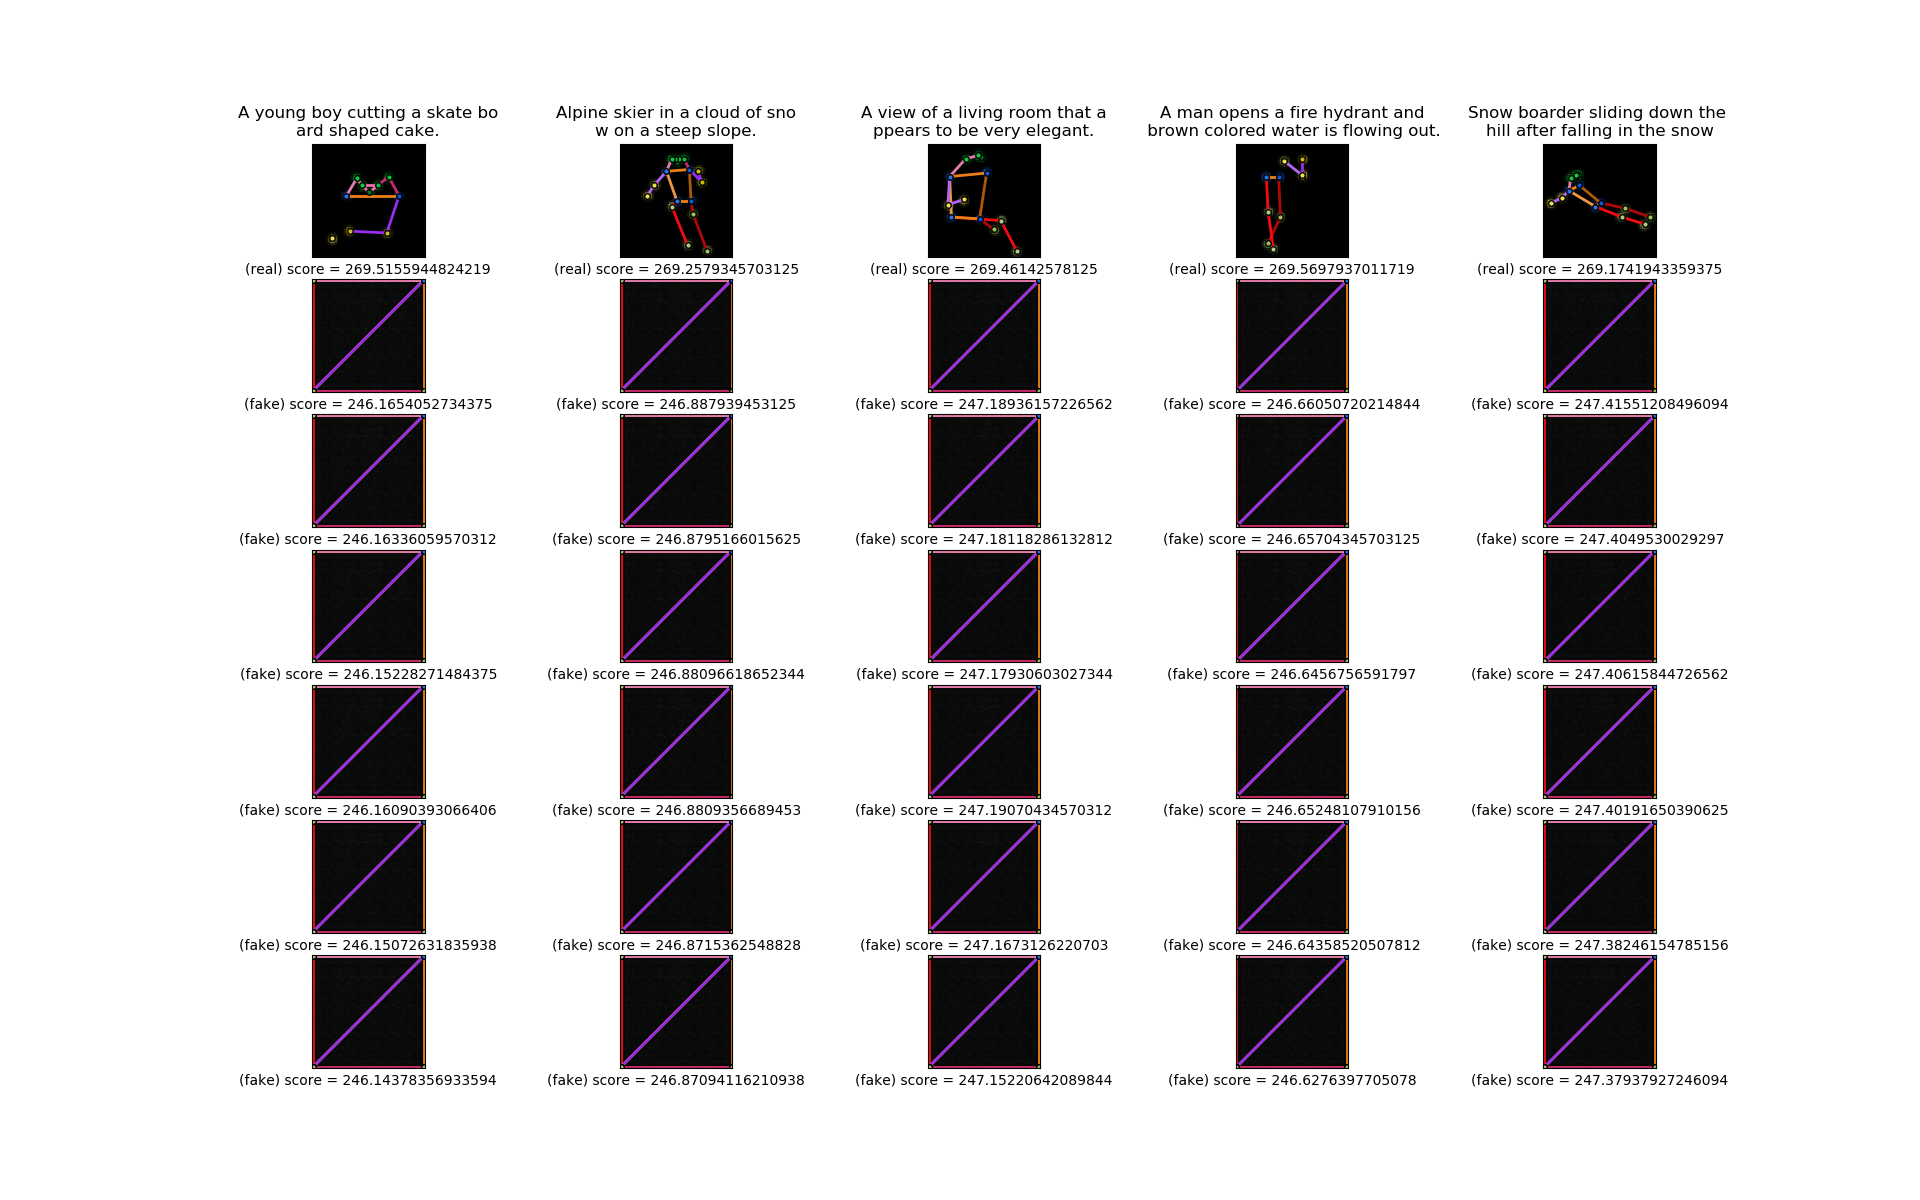 A young boy cutting a skate bo
ard shaped cake.
Alpine skier in a cloud of sno
w on a steep slope.
A view of a living room that a
ppears to be very elegant.
A man opens a fire hydrant and
brown colored water is flowing out.
Snow boarder sliding down the
hill after falling in the snow
(real) score = 269.5155944824219
(real) score = 269.2579345703125
(real) score = 269.46142578125
(real) score = 269.5697937011719
(real) score = 269.1741943359375
(fake) score = 246.1654052734375
(fake) score = 246.887939453125
(fake) score = 247.18936157226562
(fake) score = 246.66050720214844
(fake) score = 247.41551208496094
(fake) score = 246.16336059570312
(fake) score = 246.8795166015625
(fake) score = 247.18118286132812
(fake) score = 246.65704345703125
(fake) score = 247.4049530029297
(fake) score = 246.15228271484375
(fake) score = 246.88096618652344
(fake) score = 247.17930603027344
(fake) score = 246.6456756591797
(fake) score = 247.40615844726562
(fake) score = 246.16090393066406
(fake) score = 246.8809356689453
(fake) score = 247.19070434570312
(fake) score = 246.65248107910156
(fake) score = 247.40191650390625
(fake) score = 246.15072631835938
(fake) score = 246.8715362548828
(fake) score = 247.1673126220703
(fake) score = 246.64358520507812
(fake) score = 247.38246154785156
(fake) score = 246.14378356933594
(fake) score = 246.87094116210938
(fake) score = 247.15220642089844
(fake) score = 246.6276397705078
(fake) score = 247.37937927246094